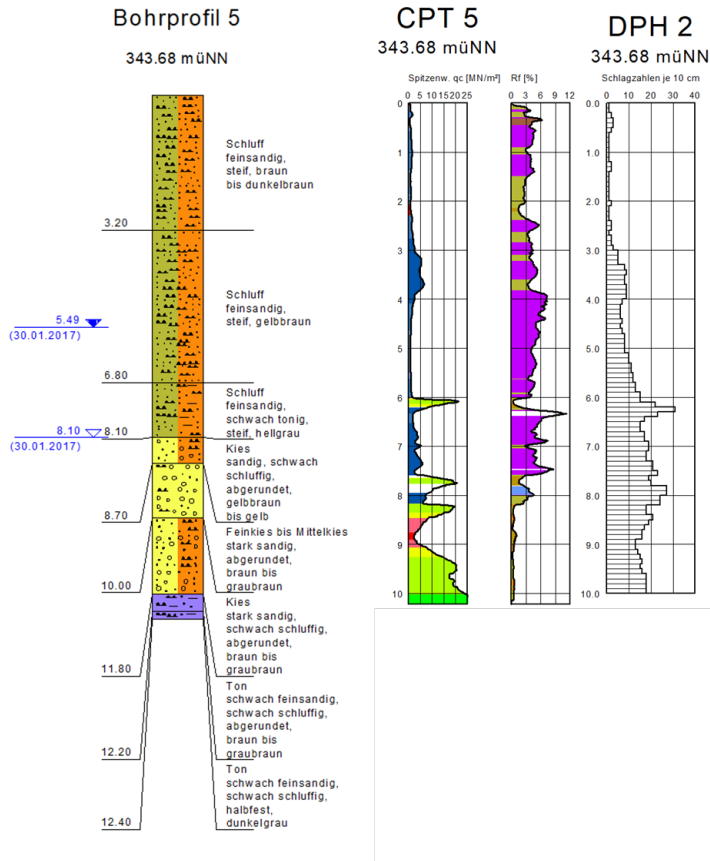 Bohrprofil 5
343.68 müNN
Schluff
feinsandig,
steif, braun
bis dunkelbraun
3.20
Schluff
feinsandig,
steif, gelbbraun
5.49
(30.01.2017)
6.80
Schluff
feinsandig,
schwach tonig,
steif, hellgrau
8.10
8.10
(30.01.2017)
Kies
sandig, schwach
schluffig,
abgerundet,
gelbbraun
bis gelb
8.70
Feinkies bis Mittelkies
stark sandig,
abgerundet,
braun bis
graubraun
10.00
Kies
stark sandig,
schwach schluffig,
abgerundet,
braun bis
graubraun
11.80
Ton
schwach feinsandig,
schwach schluffig,
abgerundet,
braun bis
graubraun
12.20
Ton
schwach feinsandig,
schwach schluffig,
halbfest,
dunkelgrau
12.40
CPT 5
343.68 müNN
Spitzenw. qc [MN/m²] Rf [%]
0 5 10 15 20 25 0 3 6 9 12
0
1
2
3
4
5
6
7
8
9
10
DPH 2
343.68 müNN
Schlagzahlen je 10 cm
0 10 20 30 40
0.0
1.0
2.0
3.0
4.0
5.0
6.0
7.0
8.0
9.0
10.0